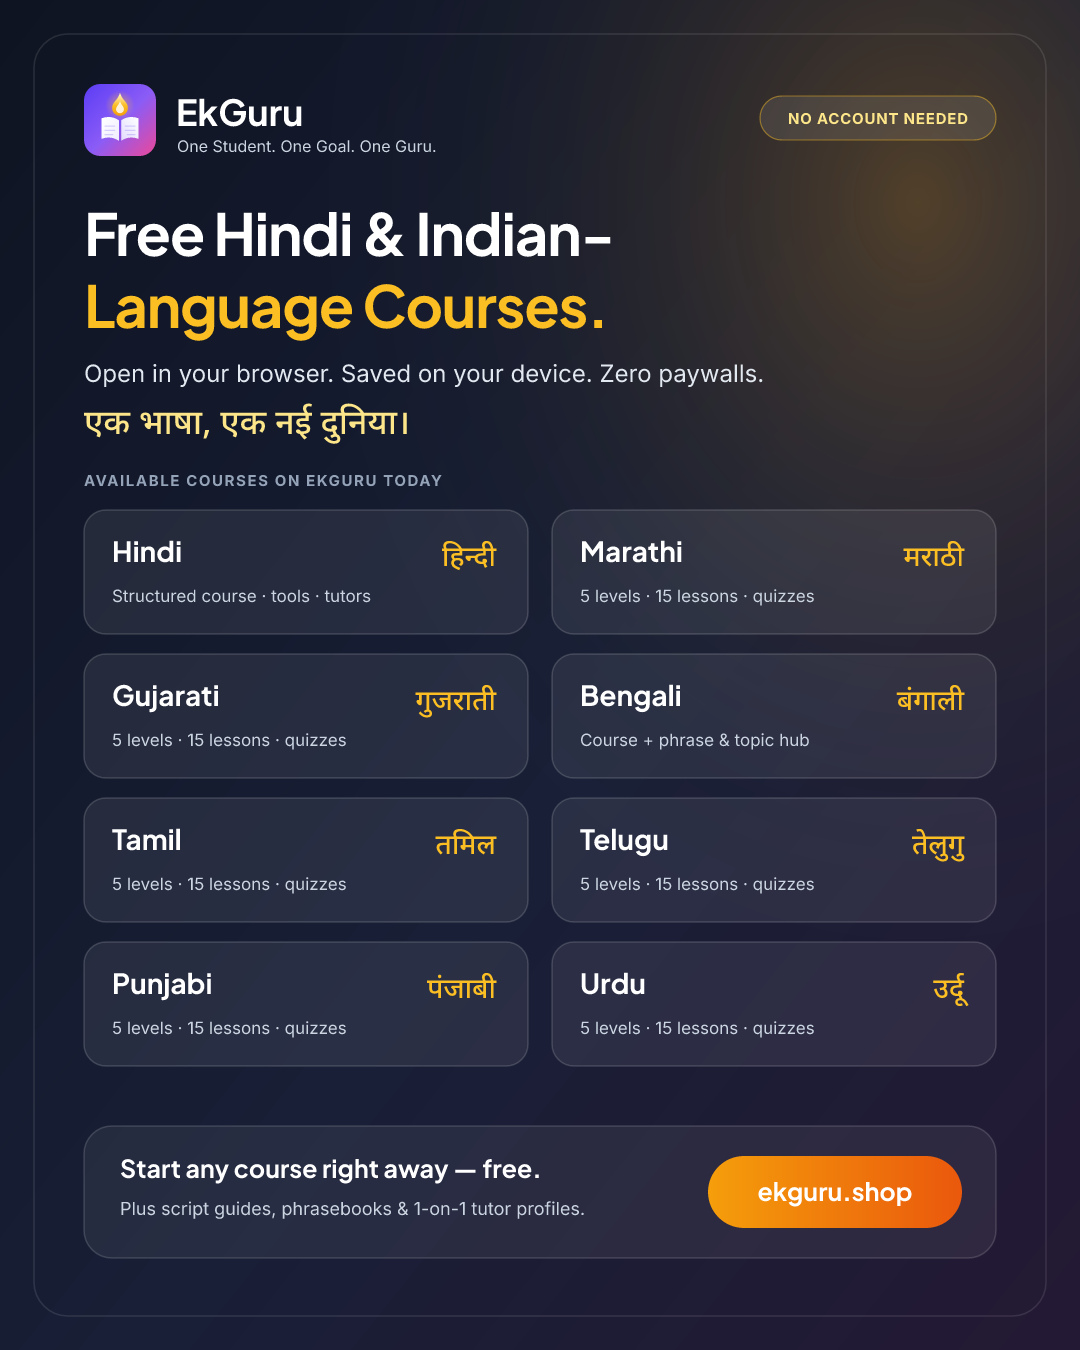 EkGuru
One Student. One Goal. One Guru.
NO ACCOUNT NEEDED
Free Hindi & Indian-
Language Courses.
Open in your browser. Saved on your device. Zero paywalls.
एक भाषा, एक नई दुनिया।
AVAILABLE COURSES ON EKGURU TODAY
Hindi हिन्दी
Structured course · tools · tutors
Marathi मराठी
5 levels · 15 lessons · quizzes
Gujarati गुजराती
5 levels · 15 lessons · quizzes
Bengali बंगाली
Course + phrase & topic hub
Tamil तमिल
5 levels · 15 lessons · quizzes
Telugu तेलुगु
5 levels · 15 lessons · quizzes
Punjabi पंजाबी
5 levels · 15 lessons · quizzes
Urdu उर्दू
5 levels · 15 lessons · quizzes
Start any course right away — free.
Plus script guides, phrasebooks & 1-on-1 tutor profiles.
ekguru.shop